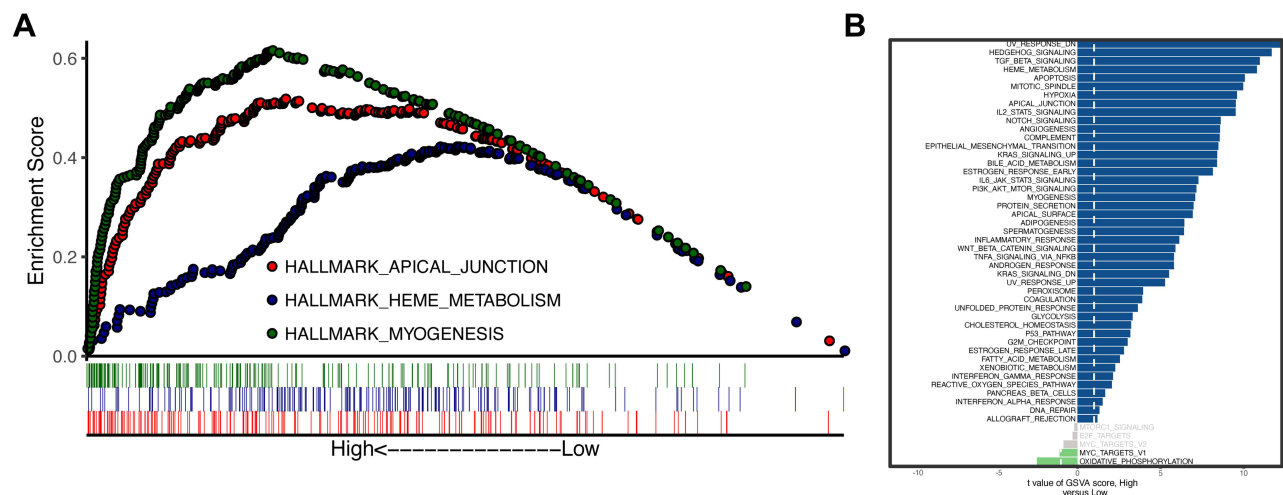 A
0.6
0.4
0.2
0.0
Enrichment Score
HALLMARK_APICAL_JUNCTION
HALLMARK_HEME_METABOLISM
HALLMARK_MYOGENESIS
High<---------------Low
B
UV_RESPONSE_DN
HEDGEHOG_SIGNALING
TGF_BETA_SIGNALING
HEME_METABOLISM
APOPTOSIS
MITOTIC_SPINDLE
HYPOXIA
APICAL_JUNCTION
IL2_STAT5_SIGNALING
NOTCH_SIGNALING
ANGIOGENESIS
COMPLEMENT
EPITHELIAL_MESENCHYMAL_TRANSITION
KRAS_SIGNALING_UP
BILE_ACID_METABOLISM
ESTROGEN_RESPONSE_EARLY
IL6_JAK_STAT3_SIGNALING
PI3K_AKT_MTOR_SIGNALING
MYOGENESIS
PROTEIN_SECRETION
APICAL_SURFACE
ADIPOGENESIS
SPERMATOGENESIS
INFLAMMATORY_RESPONSE
WNT_BETA_CATENIN_SIGNALING
TNFA_SIGNALING_VIA_NFKB
ANDROGEN_RESPONSE
KRAS_SIGNALING_DN
UV_RESPONSE_UP
PEROXISOME
COAGULATION
UNFOLDED_PROTEIN_RESPONSE
GLYCOLYSIS
CHOLESTEROL_HOMEOSTASIS
P53_PATHWAY
G2M_CHECKPOINT
ESTROGEN_RESPONSE_LATE
FATTY_ACID_METABOLISM
XENOBIOTIC_METABOLISM
INTERFERON_GAMMA_RESPONSE
REACTIVE_OXYGEN_SPECIES_PATHWAY
PANCREAS_BETA_CELLS
INTERFERON_ALPHA_RESPONSE
DNA_REPAIR
ALLOGRAFT_REJECTION
MTORC1_SIGNALING
E2F_TARGETS
MYC_TARGETS_V2
MYC_TARGETS_V1
OXIDATIVE_PHOSPHORYLATION
-10 -5 0 5 10
t value of GSVA score, High
versus Low